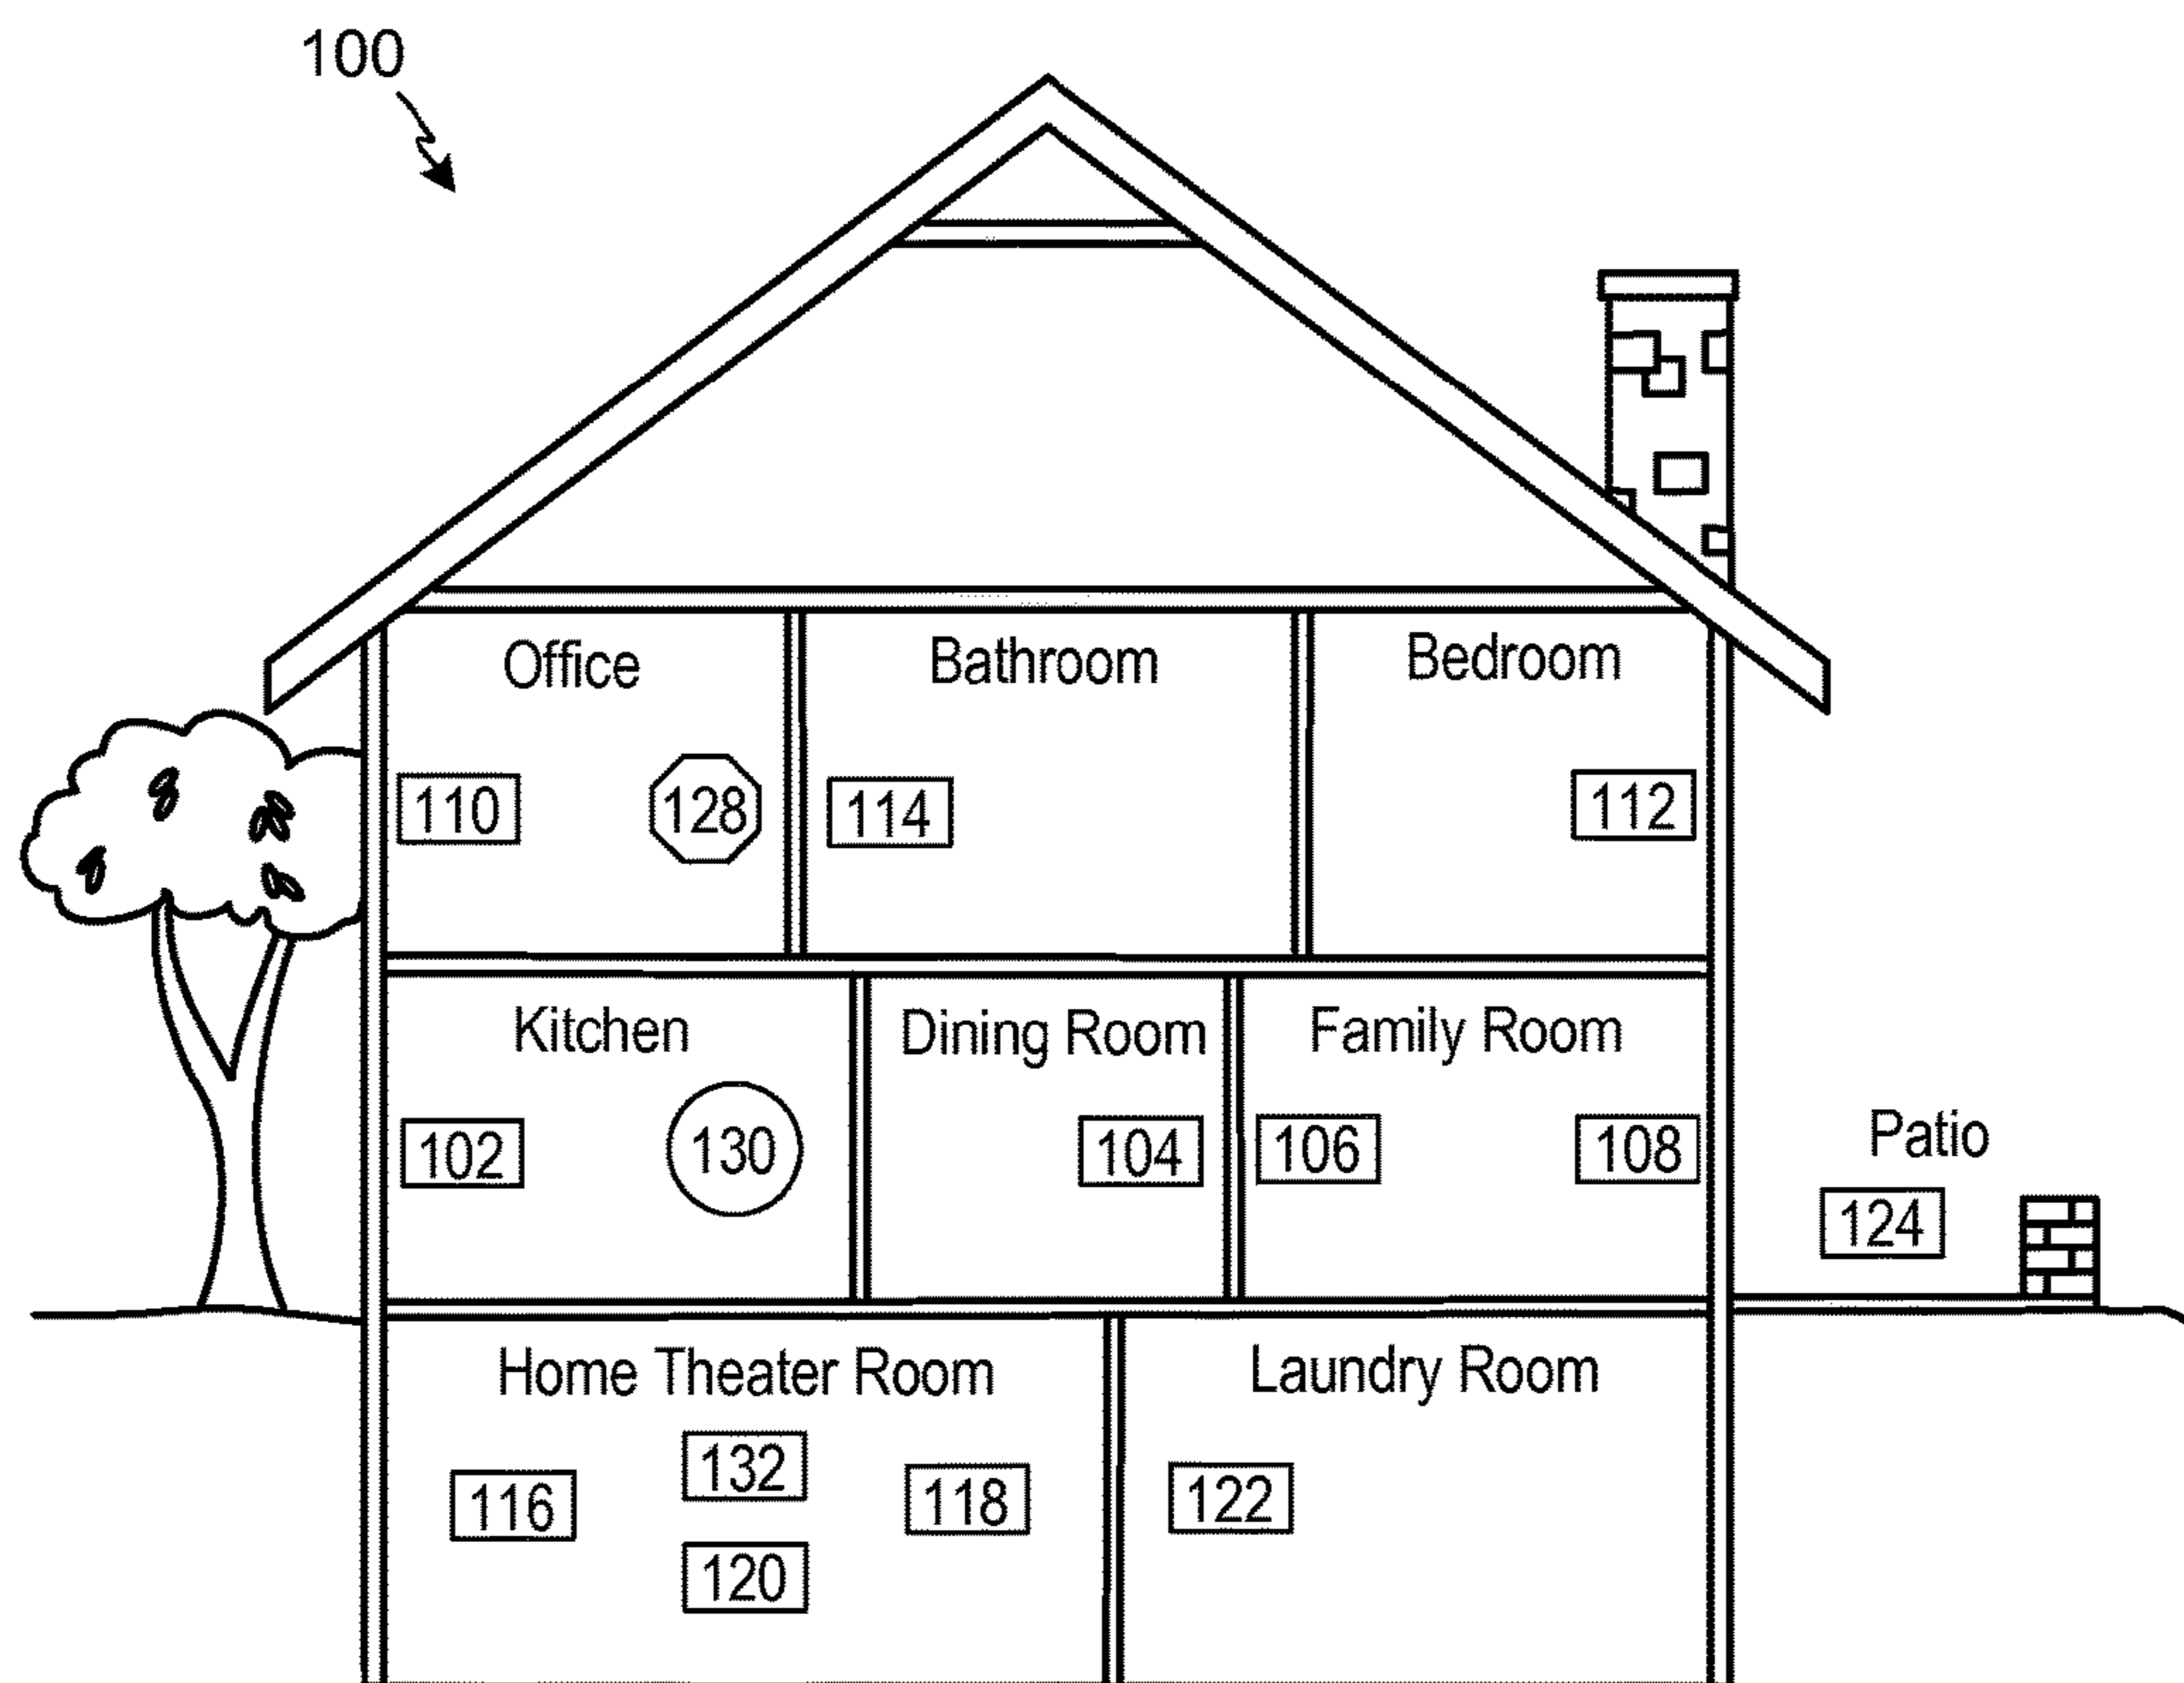 100
Office
Bathroom
Bedroom
110
128
114
112
Kitchen
Dining Room
Family Room
102
130
104
106
108
Patio
124
Home Theater Room
Laundry Room
132
116
118
122
120